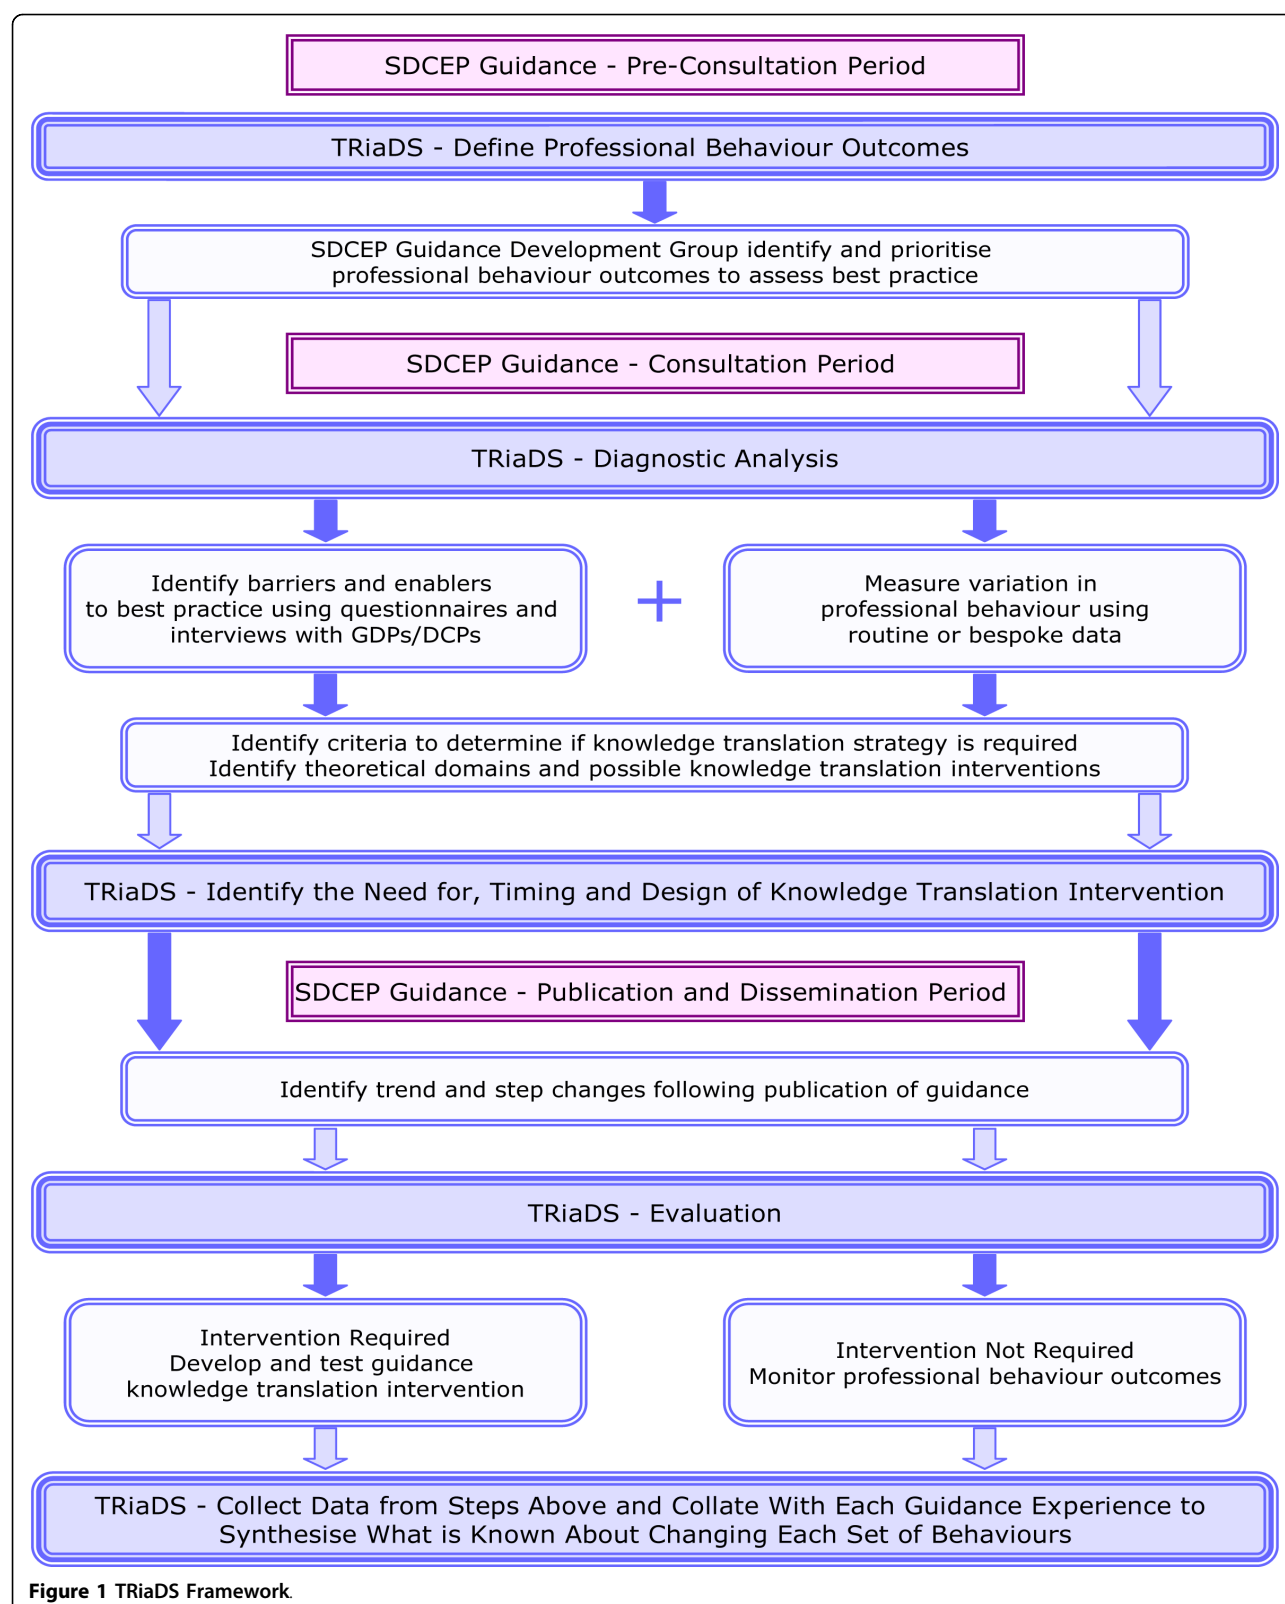 SDCEP Guidance - Pre-Consultation Period
TRiaDS - Define Professional Behaviour Outcomes
SDCEP Guidance Development Group identify and prioritise
professional behaviour outcomes to assess best practice
SDCEP Guidance - Consultation Period
TRiaDS - Diagnostic Analysis
Identify barriers and enablers
to best practice using questionnaires and
interviews with GDPs/DCPs
+
Measure variation in
professional behaviour using
routine or bespoke data
Identify criteria to determine if knowledge translation strategy is required
Identify theoretical domains and possible knowledge translation interventions
TRiaDS - Identify the Need for, Timing and Design of Knowledge Translation Intervention
SDCEP Guidance - Publication and Dissemination Period
Identify trend and step changes following publication of guidance
TRiaDS - Evaluation
Intervention Required
Develop and test guidance
knowledge translation intervention
Intervention Not Required
Monitor professional behaviour outcomes
TRiaDS - Collect Data from Steps Above and Collate With Each Guidance Experience to
Synthesise What is Known About Changing Each Set of Behaviours
Figure 1 TRiaDS Framework.